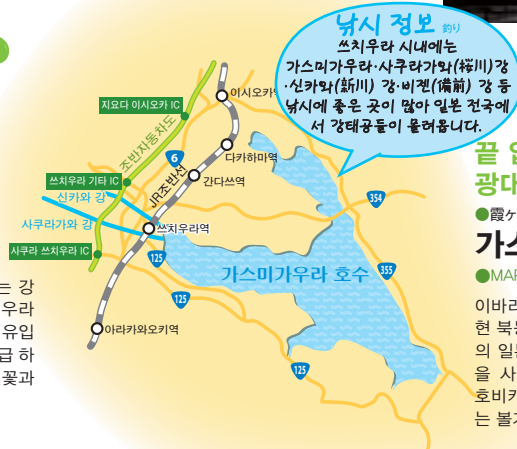 낚시 정보 釣り
쓰치우라 시내에는
가스미가우라·사쿠라가와(桜川)강
·신카와(新川) 강·비젠(備前) 강 등
낚시에 좋은 곳이 많아 일본 전국에
서 강태공들이 몰려옵니다.
이시오카역
지요다 이시오카 IC
조반자동차도
6
다카하마역
JR조반선
간다쓰역
쓰치우라 기타 IC
신카와 강
354
사쿠라가와 강
쓰치우라역
사쿠라 쓰치우라 IC
125
가스미가우라 호수
355
125
아라카와오키역
125
는 강
우라
유입
급 하
꽃과
끝
광대
●霞ヶ
가스
●MAP
이바라
현 북동
의 일본
을 사
호비키
는 볼거